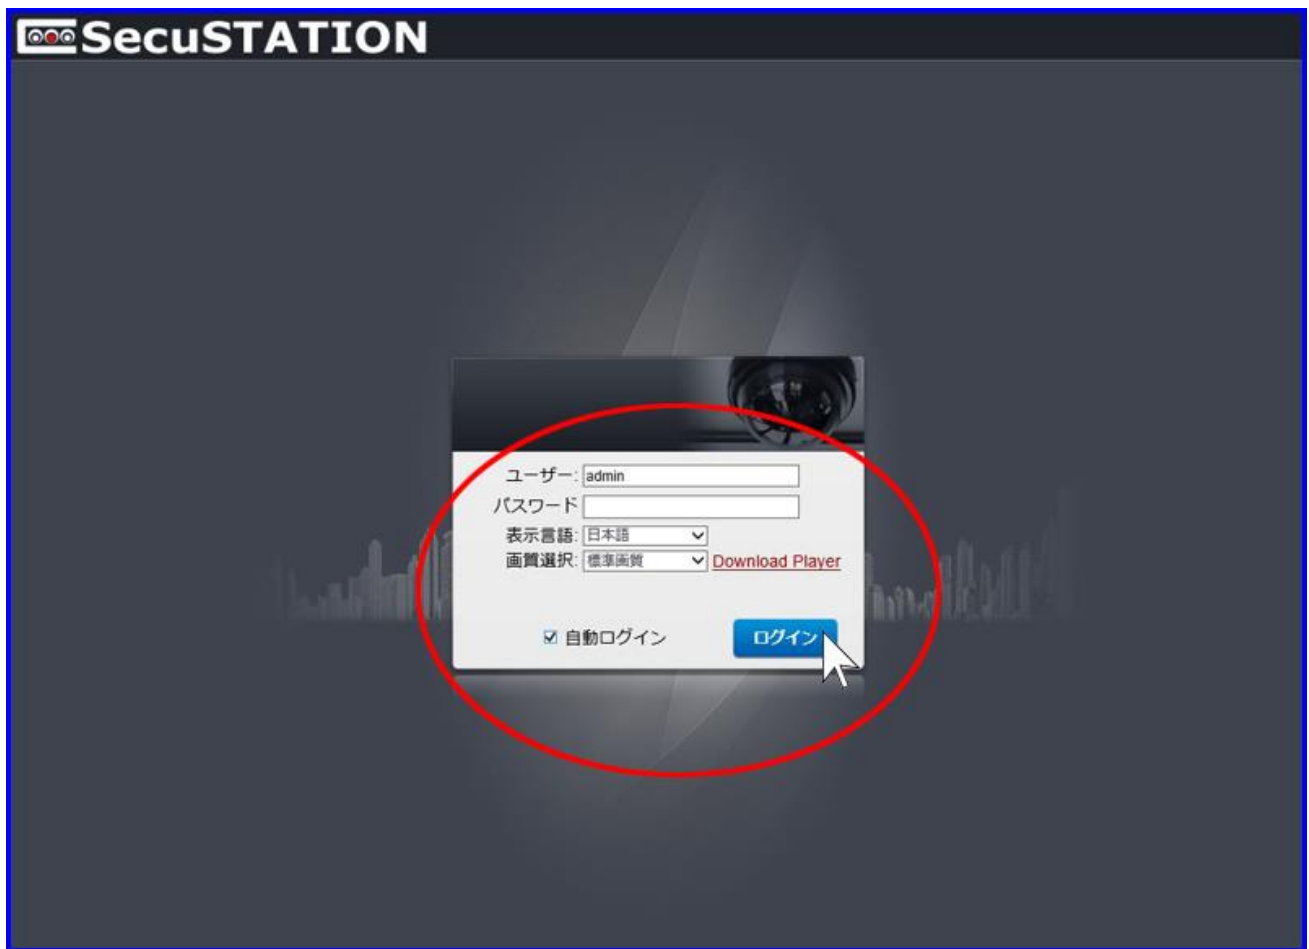 SecuSTATION
ユーザー: admin
パスワード
表示言語: 日本語
画質選択: 標準画質 Download Player
自動ログイン ログイン